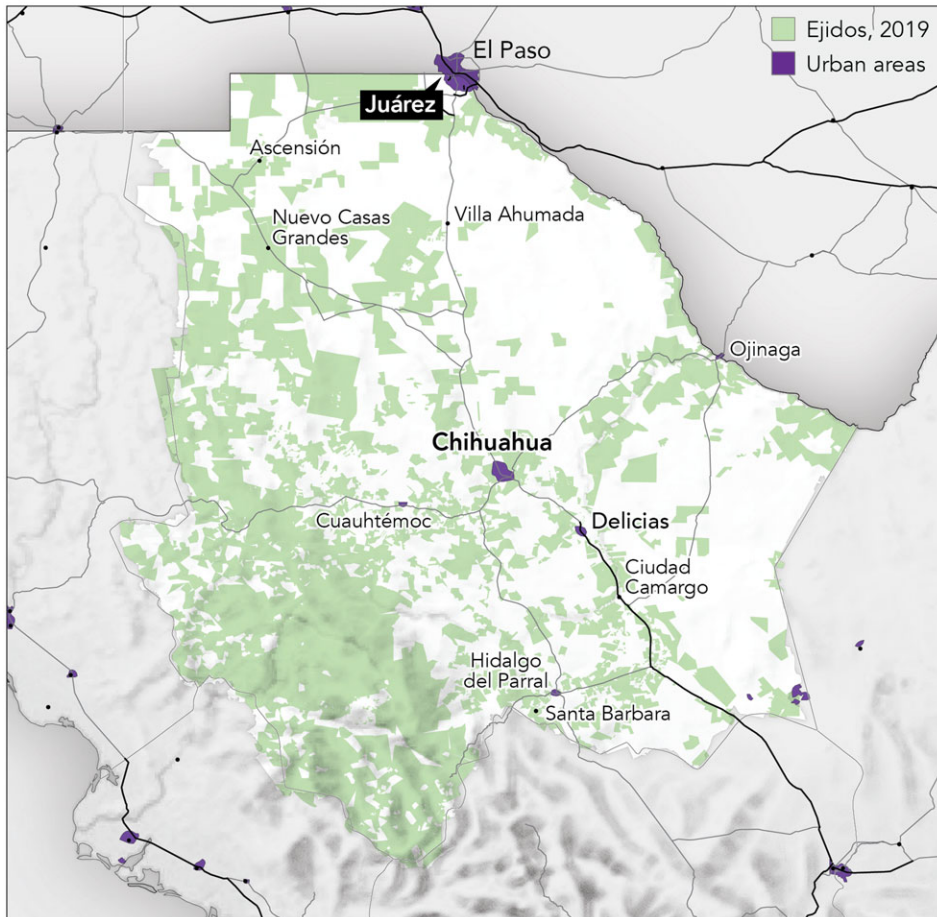 Ejidos, 2019
Urban areas
El Paso
Juárez
Ascensión
Nuevo Casas
Grandes
Villa Ahumada
Ojinaga
Chihuahua
Cuauhtémoc
Delicias
Ciudad
Camargo
Hidalgo
del Parral
Santa Barbara